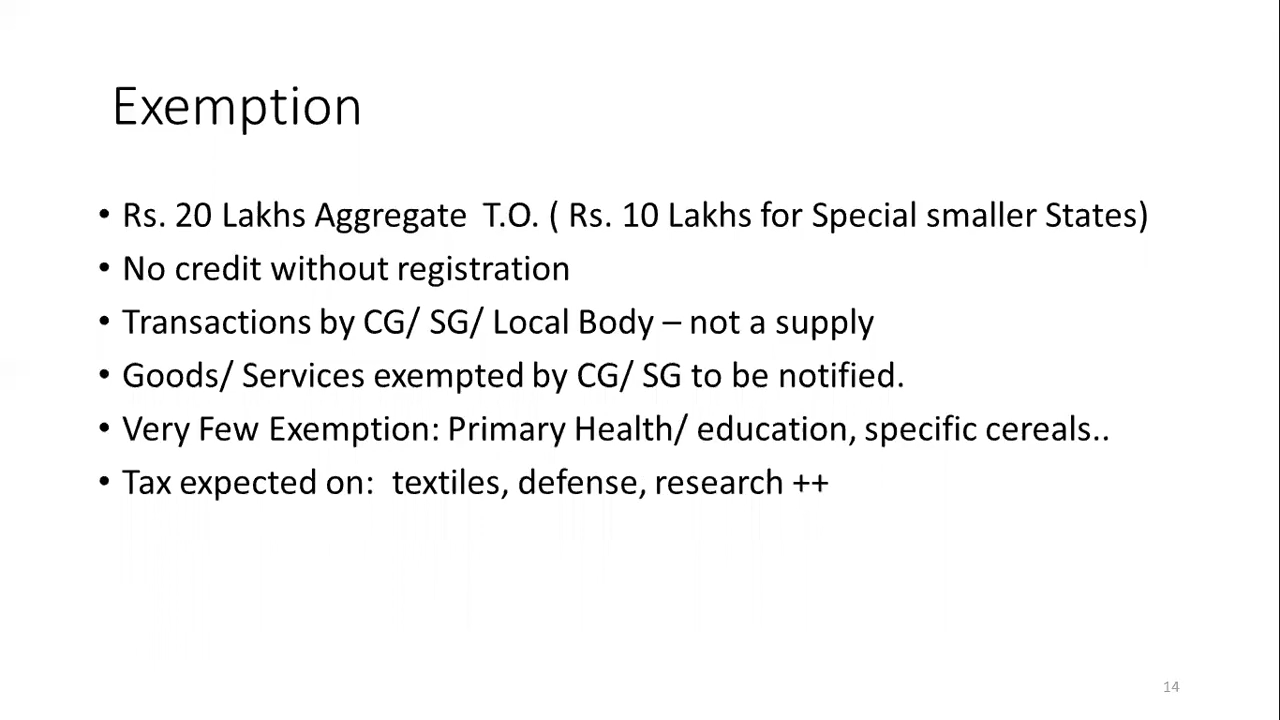 Exemption
• Rs. 20 Lakhs Aggregate T.O. ( Rs. 10 Lakhs for Special smaller States)
• No credit without registration
• Transactions by CG/ SG/ Local Body – not a supply
• Goods/ Services exempted by CG/ SG to be notified.
• Very Few Exemption: Primary Health/ education, specific cereals..
• Tax expected on: textiles, defense, research ++
14